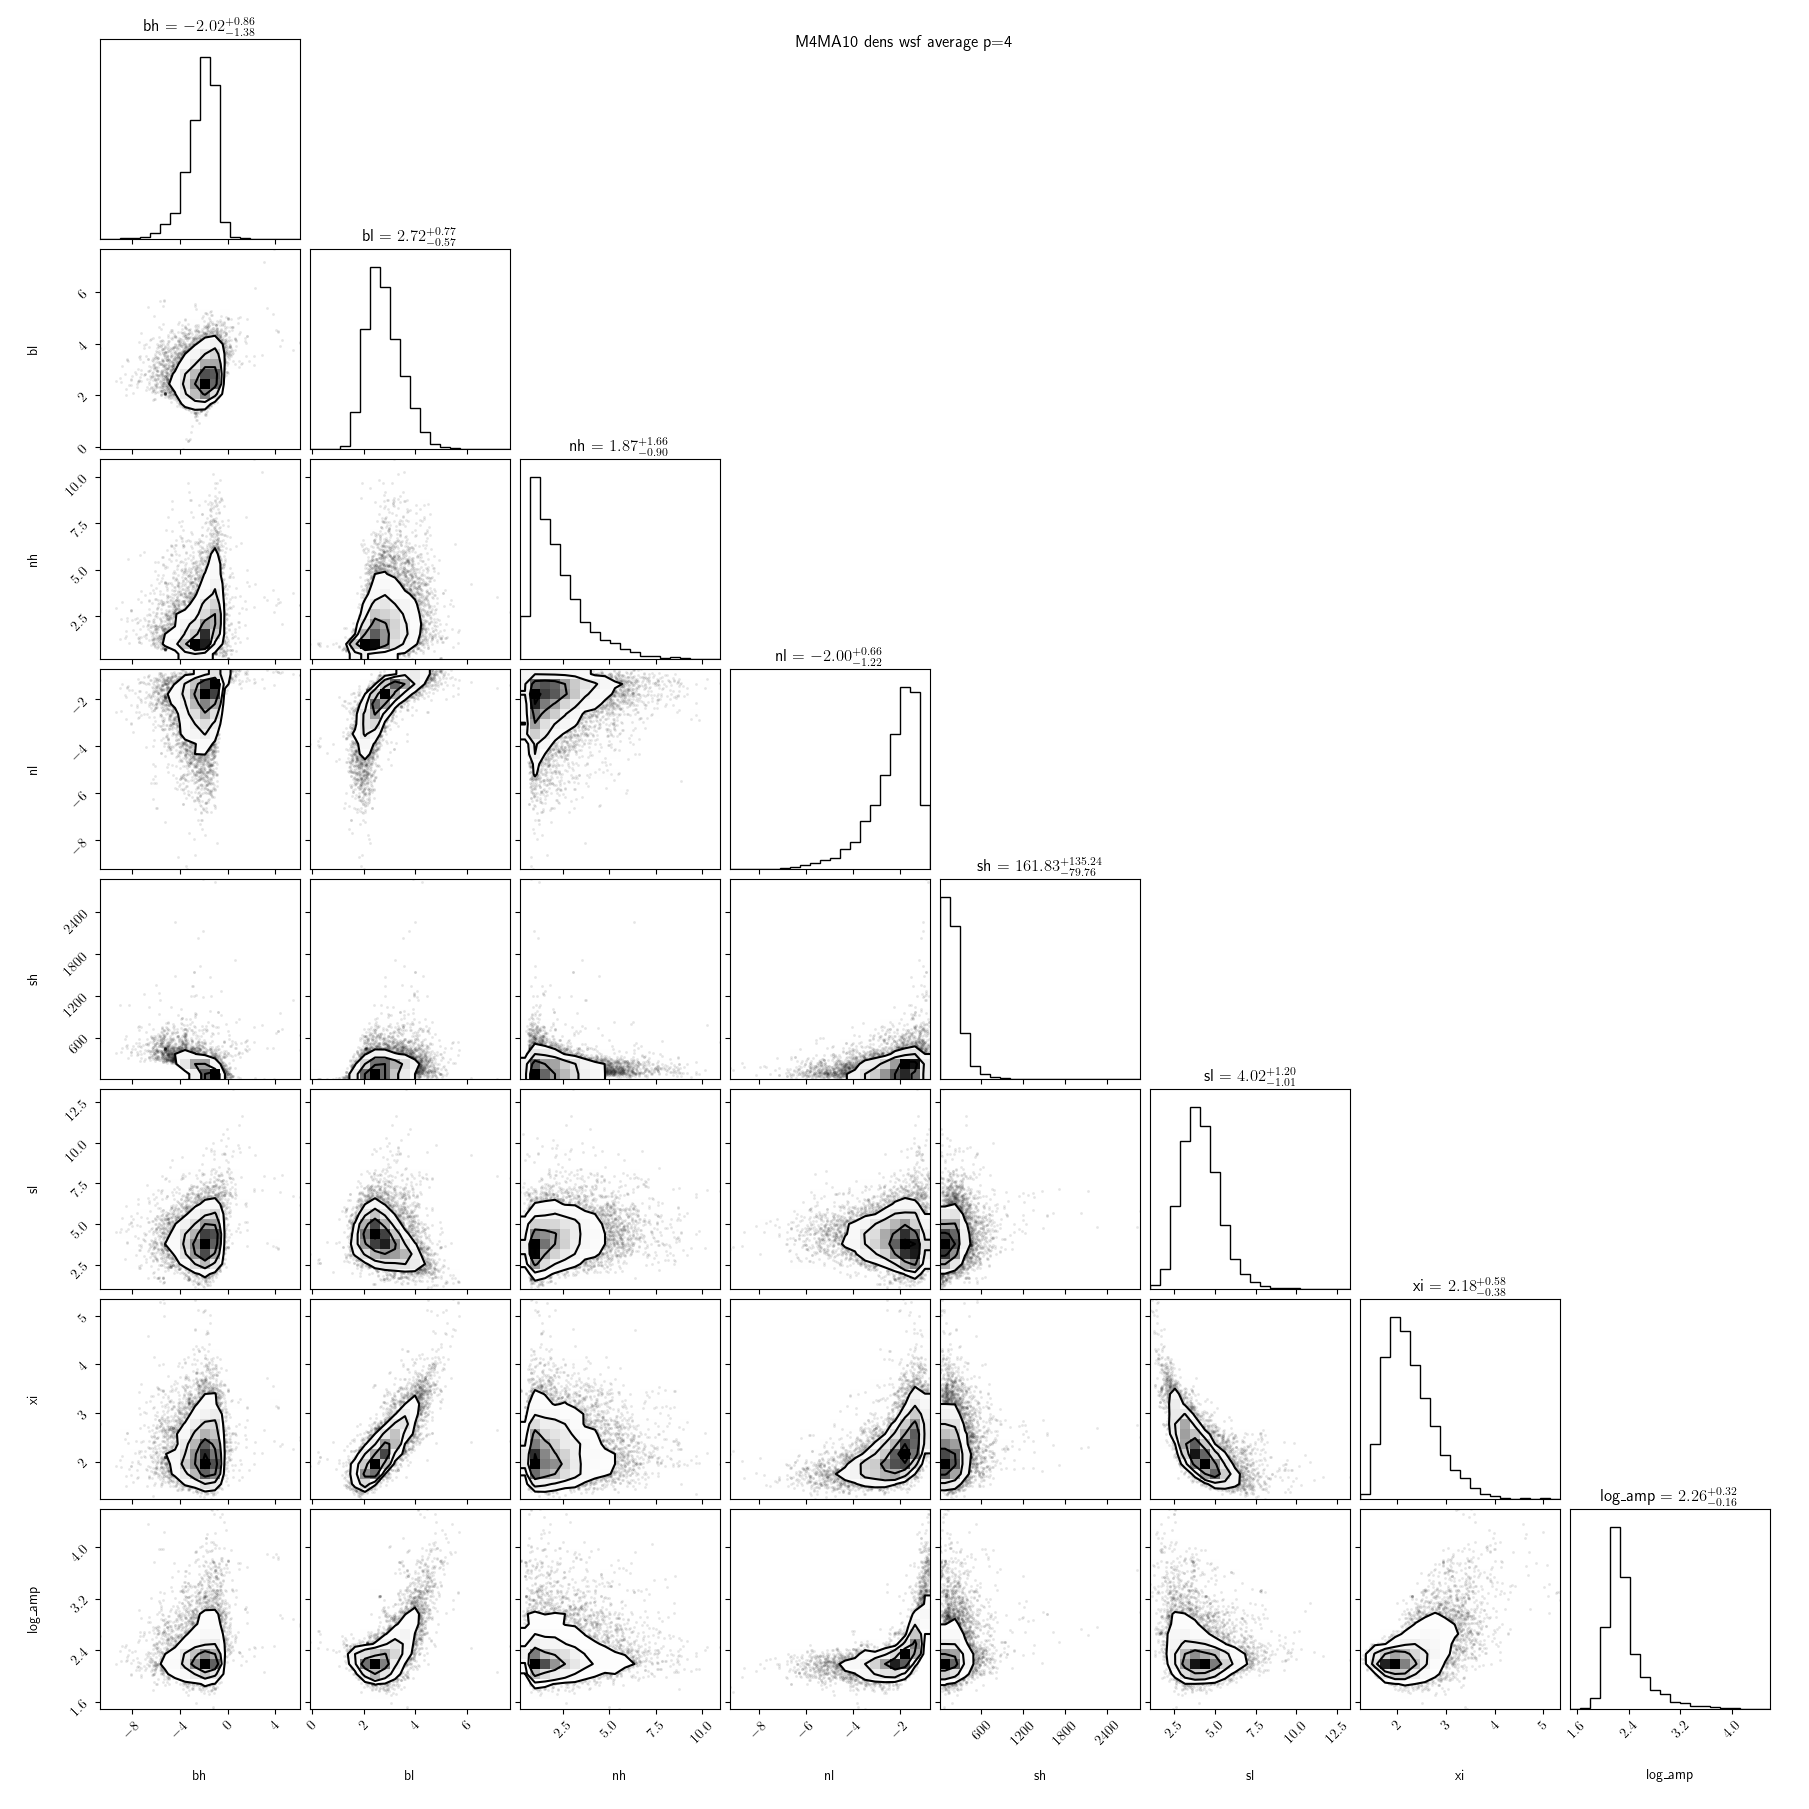 bh = −2.02+0.86−1.38
M4MA10 dens wsf average p=4
bl = 2.72+0.77−0.57
bl
6
4
2
0
nh = 1.87+1.66−0.90
nh
10.0
7.5
5.0
2.5
nl = −2.00+0.66−1.22
nl
−2
−4
−6
−8
sh = 161.83+135.24−79.76
sh
2400
1800
1200
600
sl = 4.02+1.20−1.01
sl
12.5
10.0
7.5
5.0
2.5
xi = 2.18+0.58−0.38
xi
5
4
3
2
log_amp = 2.26+0.32−0.16
log_amp
4.0
3.2
2.4
1.6
−8 −4 0 4 0 2 4 6 2.5 5.0 7.5 10.0 −8 −6 −4 −2 600 1200 1800 2400 2.5 5.0 7.5 10.0 12.5 2 3 4 5 1.6 2.4 3.2 4.0
bh bl nh nl sh sl xi log_amp